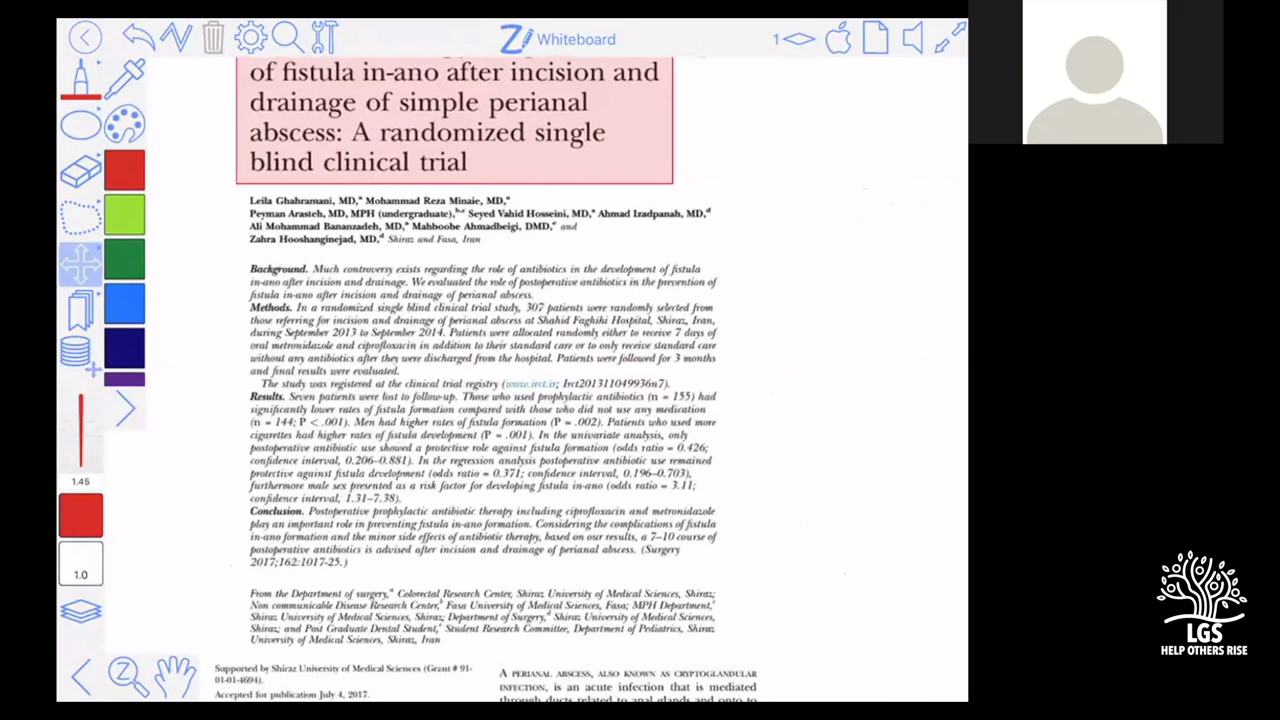 Whiteboard
1
of fistula in-ano after incision and
drainage of simple perianal
abscess: A randomized single
blind clinical trial
Leila Ghahramani, MD,ᵃ Mohammad Reza Minaie, MD,ᵃ
Peyman Arasteh, MD, MPH (undergraduate),ᵇ,ᶜ Seyed Vahid Hosseini, MD,ᵃ Ahmad Izadpanah, MD,ᵈ
Ali Mohammad Bananzadeh, MD,ᵃ Mahboobe Ahmadbeigi, DMD,ᵉ and
Zahra Hooshanginejad, MD,ᵈ Shiraz and Fasa, Iran
Background. Much controversy exists regarding the role of antibiotics in the development of fistula
in-ano after incision and drainage. We evaluated the role of postoperative antibiotics in the prevention of
fistula in-ano after incision and drainage of perianal abscess.
Methods. In a randomized single blind clinical trial study, 307 patients were randomly selected from
those referring for incision and drainage of perianal abscess at Shahid Faghihi Hospital, Shiraz, Iran,
during September 2013 to September 2014. Patients were allocated randomly either to receive 7 days of
oral metronidazole and ciprofloxacin in addition to their standard care or to only receive standard care
without any antibiotics after they were discharged from the hospital. Patients were followed for 3 months
and final results were evaluated.
The study was registered at the clinical trial registry (www.irct.ir; Irct201311049936n7).
Results. Seven patients were lost to follow-up. Those who used prophylactic antibiotics (n = 155) had
significantly lower rates of fistula formation compared with those who did not use any medication
(n = 144; P < .001). Men had higher rates of fistula formation (P = .002). Patients who used more
cigarettes had higher rates of fistula development (P = .001). In the univariate analysis, only
postoperative antibiotic use showed a protective role against fistula formation (odds ratio = 0.426;
confidence interval, 0.206–0.881). In the regression analysis postoperative antibiotic use remained
protective against fistula development (odds ratio = 0.371; confidence interval, 0.196–0.703),
furthermore male sex presented as a risk factor for developing fistula in-ano (odds ratio = 3.11;
confidence interval, 1.31–7.38).
Conclusion. Postoperative prophylactic antibiotic therapy including ciprofloxacin and metronidazole
play an important role in preventing fistula in-ano formation. Considering the complications of fistula
in-ano formation and the minor side effects of antibiotic therapy, based on our results, a 7–10 course of
postoperative antibiotics is advised after incision and drainage of perianal abscess. (Surgery
2017;162:1017-25.)
From the Department of surgery,ᵃ Colorectal Research Center, Shiraz University of Medical Sciences, Shiraz;
Non communicable Disease Research Center,ᵇ Fasa University of Medical Sciences, Fasa; MPH Department,ᶜ
Shiraz University of Medical Sciences, Shiraz; Department of Surgery,ᵈ Shiraz University of Medical Sciences,
Shiraz; and Post Graduate Dental Student,ᵉ Student Research Committee, Department of Pediatrics, Shiraz
University of Medical Sciences, Shiraz, Iran
Supported by Shiraz University of Medical Sciences (Grant # 91-
01-01-4694).
Accepted for publication July 4, 2017.
A PERIANAL ABSCESS, ALSO KNOWN AS CRYPTOGLANDULAR
INFECTION, is an acute infection that is mediated
through ducts related to anal glands and onto to
1.45
1.0
LGS
HELP OTHERS RISE